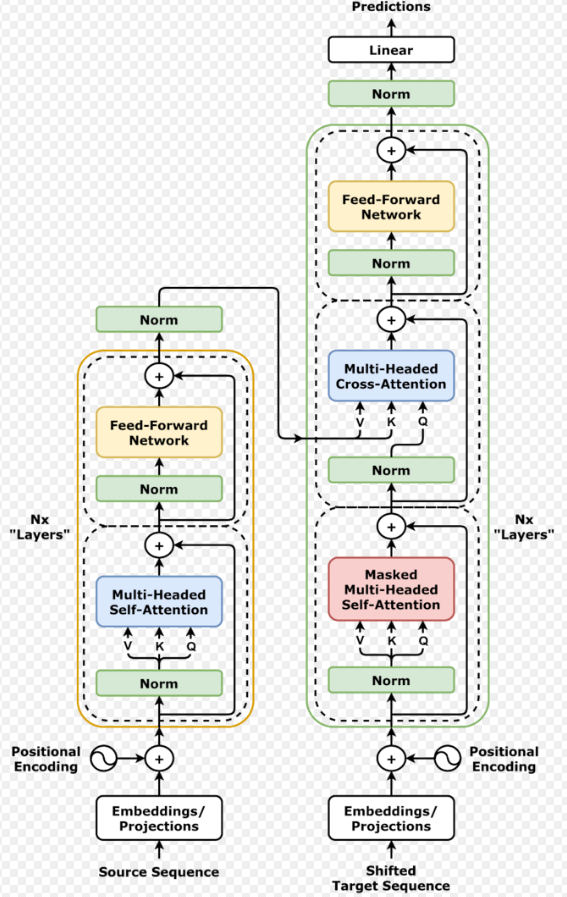 Predictions
Linear
Norm
+
Feed-Forward
Network
Norm
+
Multi-Headed
Cross-Attention
V K Q
Norm
+
Masked
Multi-Headed
Self-Attention
V K Q
Norm
Nx
"Layers"
+
Positional
Encoding
Embeddings/
Projections
Shifted
Target Sequence
Norm
+
Feed-Forward
Network
Norm
+
Multi-Headed
Self-Attention
V K Q
Norm
Nx
"Layers"
Positional
Encoding
+
Embeddings/
Projections
Source Sequence